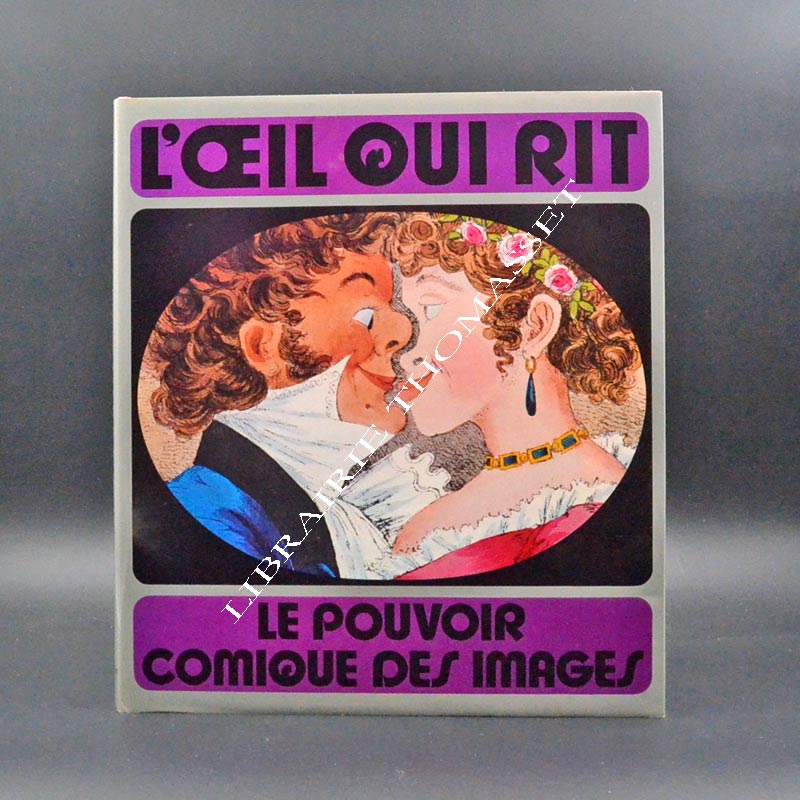 L'ŒIL QUI RIT
LIBRAIRIE THOMASSET
LE POUVOIR
COMIQUE DES IMAGES